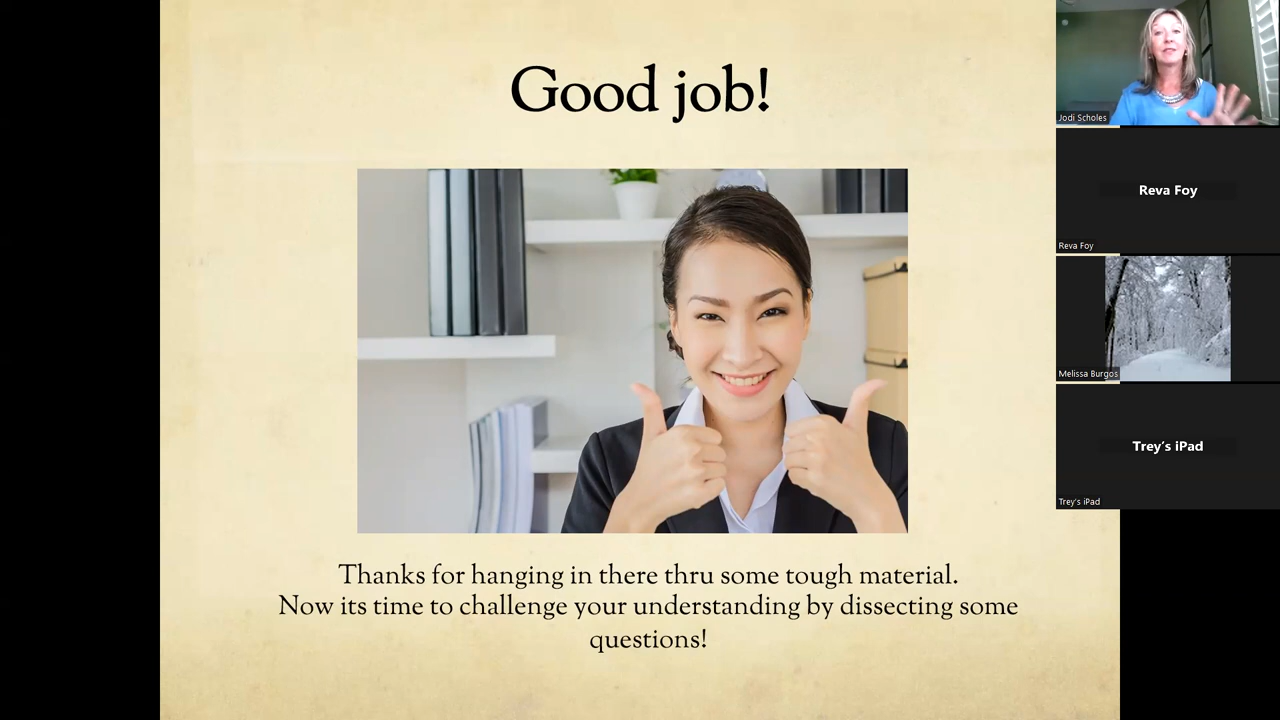 Good job!
Thanks for hanging in there thru some tough material.
Now its time to challenge your understanding by dissecting some
questions!
Jodi Scholes
Reva Foy
Reva Foy
Melissa Burgos
Trey's iPad
Trey's iPad